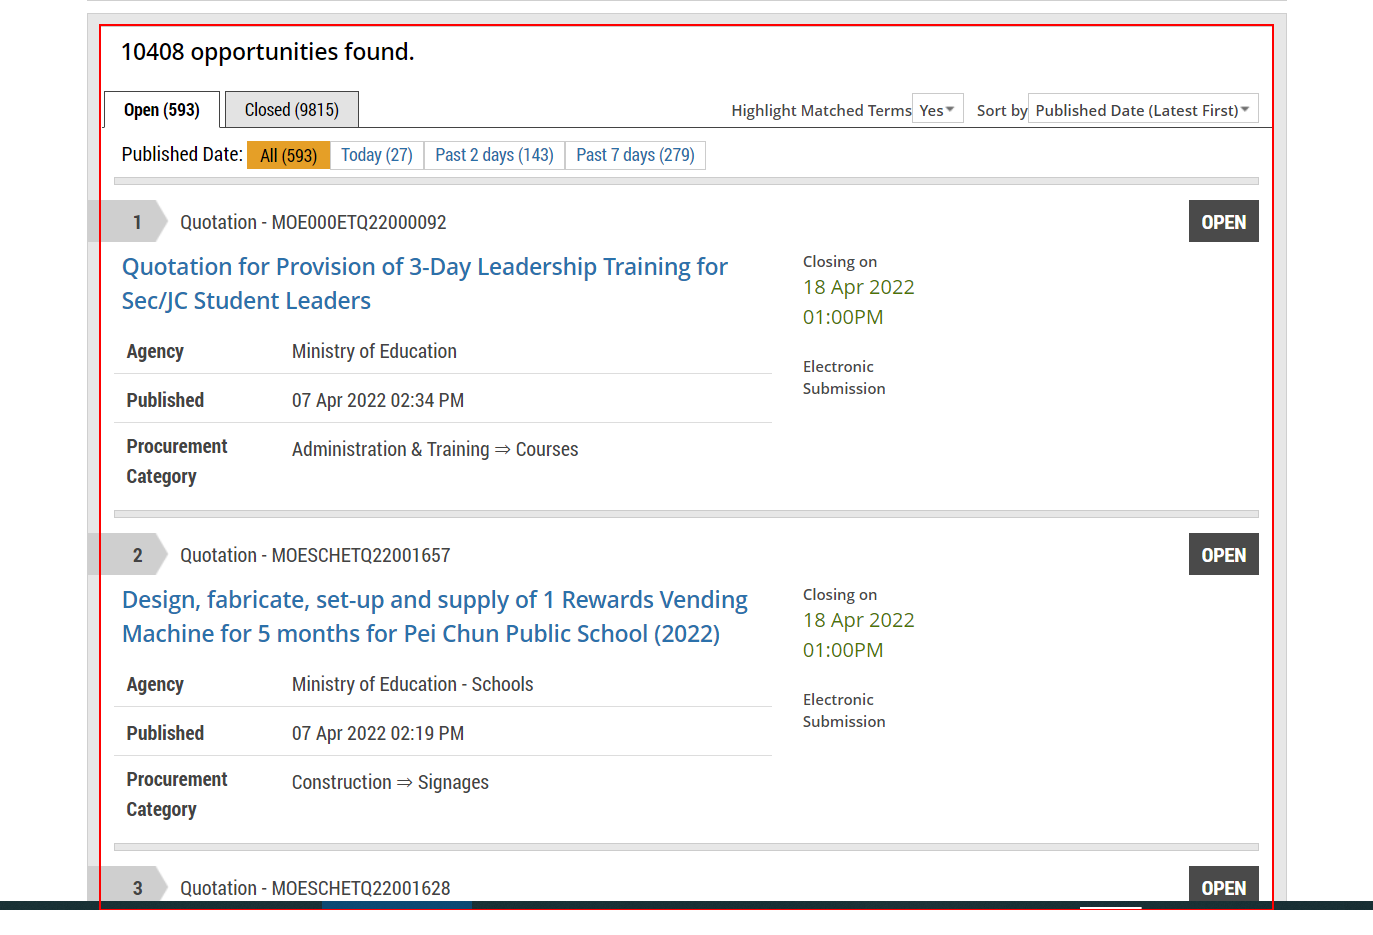 10408 opportunities found.
Open (593) Closed (9815) Highlight Matched Terms Yes Sort by Published Date (Latest First)
Published Date: All (593) Today (27) Past 2 days (143) Past 7 days (279)
1 Quotation - MOE000ETQ22000092 OPEN
Quotation for Provision of 3-Day Leadership Training for
Sec/JC Student Leaders
Closing on
18 Apr 2022
01:00PM
Electronic
Submission
Agency Ministry of Education
Published 07 Apr 2022 02:34 PM
Procurement
Category
Administration & Training ⇒ Courses
2 Quotation - MOESCHETQ22001657 OPEN
Design, fabricate, set-up and supply of 1 Rewards Vending
Machine for 5 months for Pei Chun Public School (2022)
Closing on
18 Apr 2022
01:00PM
Electronic
Submission
Agency Ministry of Education - Schools
Published 07 Apr 2022 02:19 PM
Procurement
Category
Construction ⇒ Signages
3 Quotation - MOESCHETQ22001628 OPEN